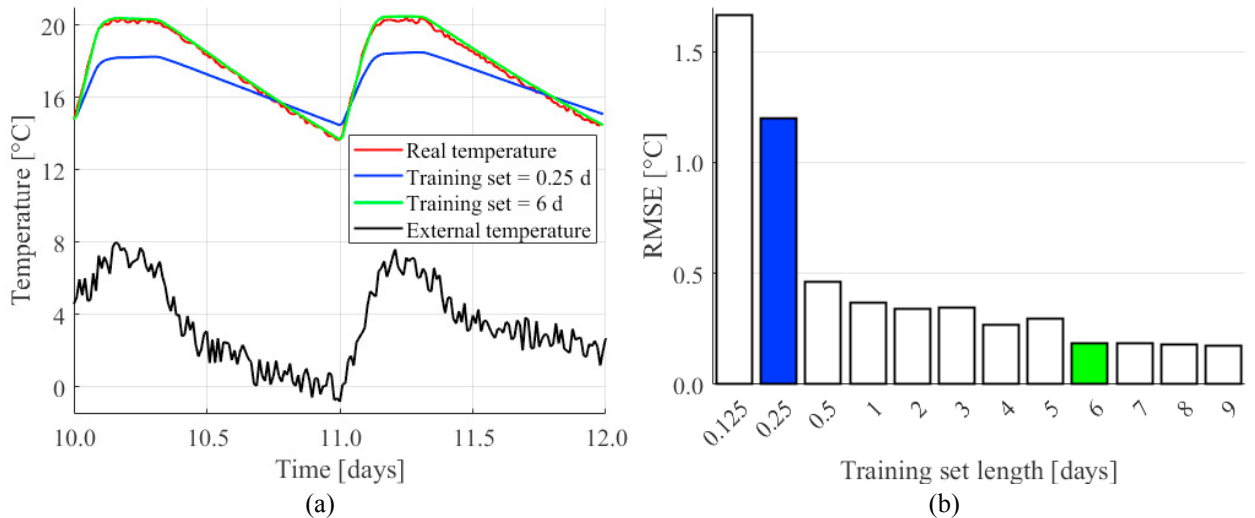 20
16
12
8
4
0
Temperature [°C]
Real temperature
Training set = 0.25 d
Training set = 6 d
External temperature
10.0 10.5 11.0 11.5 12.0
Time [days]
(a)
1.5
1.0
0.5
0.0
RMSE [°C]
0.125 0.25 0.5 1 2 3 4 5 6 7 8 9
Training set length [days]
(b)